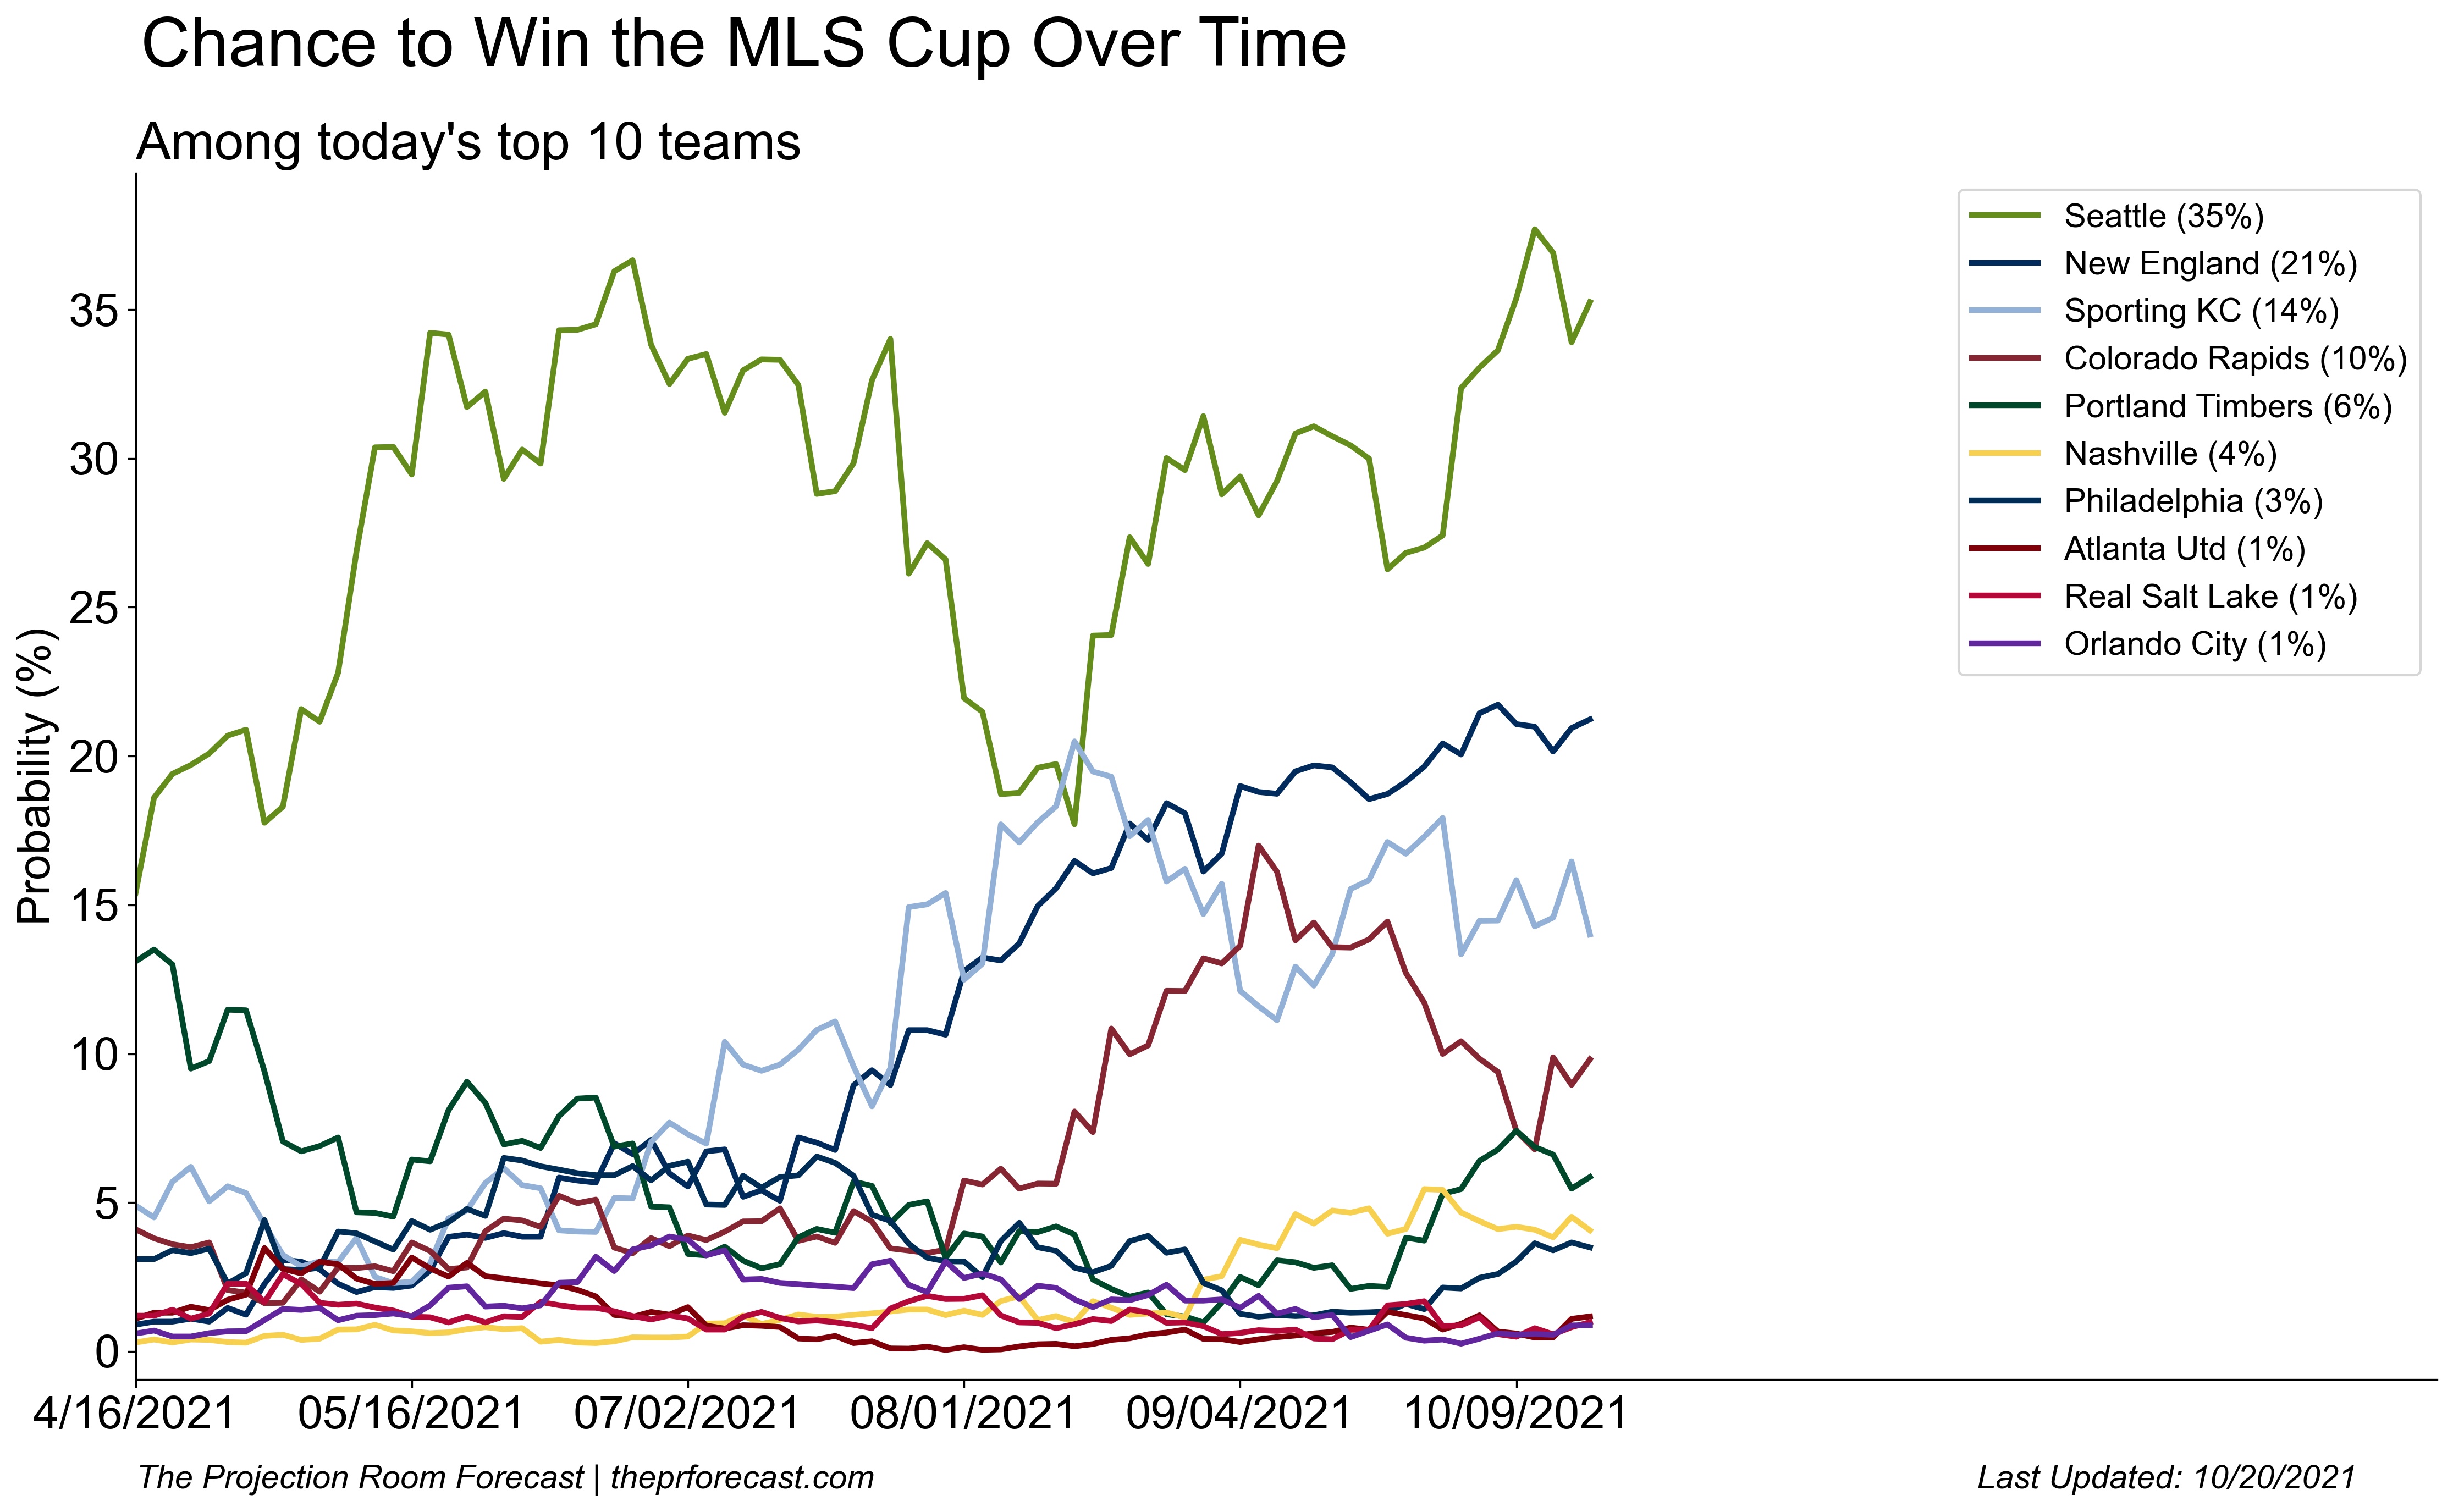 Chance to Win the MLS Cup Over Time
Among today's top 10 teams
Seattle (35%)
New England (21%)
Sporting KC (14%)
Colorado Rapids (10%)
Portland Timbers (6%)
Nashville (4%)
Philadelphia (3%)
Atlanta Utd (1%)
Real Salt Lake (1%)
Orlando City (1%)
Probability (%)
35
30
25
20
15
10
5
0
4/16/2021 05/16/2021 07/02/2021 08/01/2021 09/04/2021 10/09/2021
The Projection Room Forecast | theprforecast.com
Last Updated: 10/20/2021